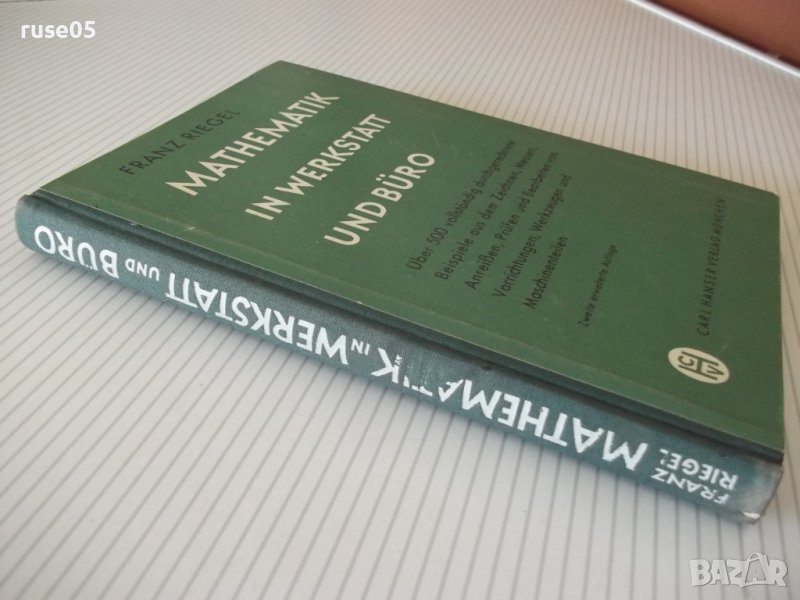 ruse05
FRANZ RIEGEL
MATHEMATIK
IN WERKSTATT
UND BÜRO
Über 500 vollständig durchgerechnete
Beispiele aus dem Zeichnen, Messen,
Anreißen, Prüfen und Bearbeiten von
Vorrichtungen, Werkzeugen und
Maschinenteilen
Zweite erweiterte Auflage
CARL HANSER VERLAG MÜNCHEN
FRANZ
RIEGEL
MATHEMATIK IN WERKSTATT UND BÜRO
BAZAR